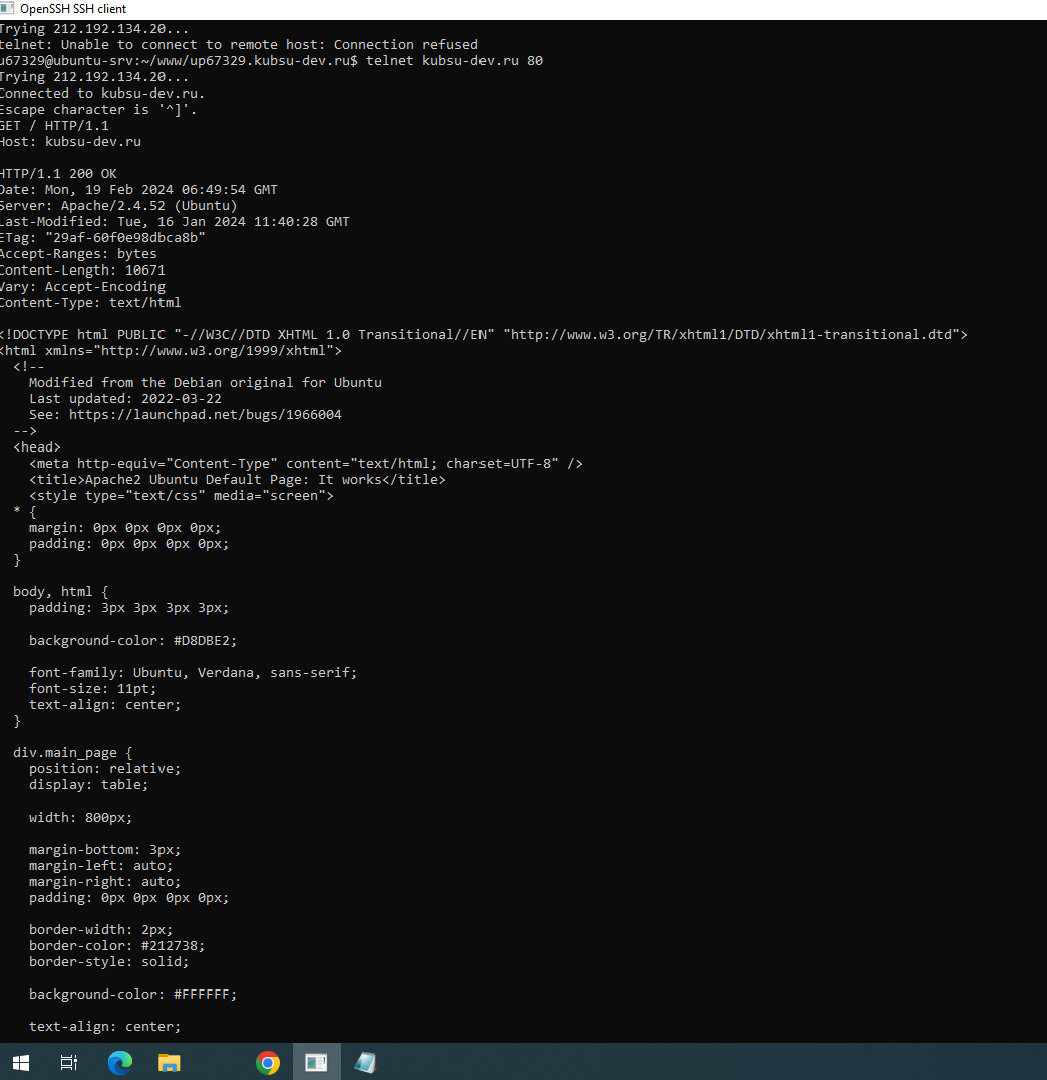 OpenSSH SSH client
Trying 212.192.134.20...
telnet: Unable to connect to remote host: Connection refused
u67329@ubuntu-srv:~/www/up67329.kubsu-dev.ru$ telnet kubsu-dev.ru 80
Trying 212.192.134.20...
Connected to kubsu-dev.ru.
Escape character is '^]'.
GET / HTTP/1.1
Host: kubsu-dev.ru

HTTP/1.1 200 OK
Date: Mon, 19 Feb 2024 06:49:54 GMT
Server: Apache/2.4.52 (Ubuntu)
Last-Modified: Tue, 16 Jan 2024 11:40:28 GMT
ETag: "29af-60f0e98dbca8b"
Accept-Ranges: bytes
Content-Length: 10671
Vary: Accept-Encoding
Content-Type: text/html

<!DOCTYPE html PUBLIC "-//W3C//DTD XHTML 1.0 Transitional//EN" "http://www.w3.org/TR/xhtml1/DTD/xhtml1-transitional.dtd">
<html xmlns="http://www.w3.org/1999/xhtml">
  <!--
    Modified from the Debian original for Ubuntu
    Last updated: 2022-03-22
    See: https://launchpad.net/bugs/1966004
  -->
  <head>
    <meta http-equiv="Content-Type" content="text/html; charset=UTF-8" />
    <title>Apache2 Ubuntu Default Page: It works</title>
    <style type="text/css" media="screen">
  * {
    margin: 0px 0px 0px 0px;
    padding: 0px 0px 0px 0px;
  }

  body, html {
    padding: 3px 3px 3px 3px;

    background-color: #D8DBE2;

    font-family: Ubuntu, Verdana, sans-serif;
    font-size: 11pt;
    text-align: center;
  }

  div.main_page {
    position: relative;
    display: table;

    width: 800px;

    margin-bottom: 3px;
    margin-left: auto;
    margin-right: auto;
    padding: 0px 0px 0px 0px;

    border-width: 2px;
    border-color: #212738;
    border-style: solid;

    background-color: #FFFFFF;

    text-align: center;